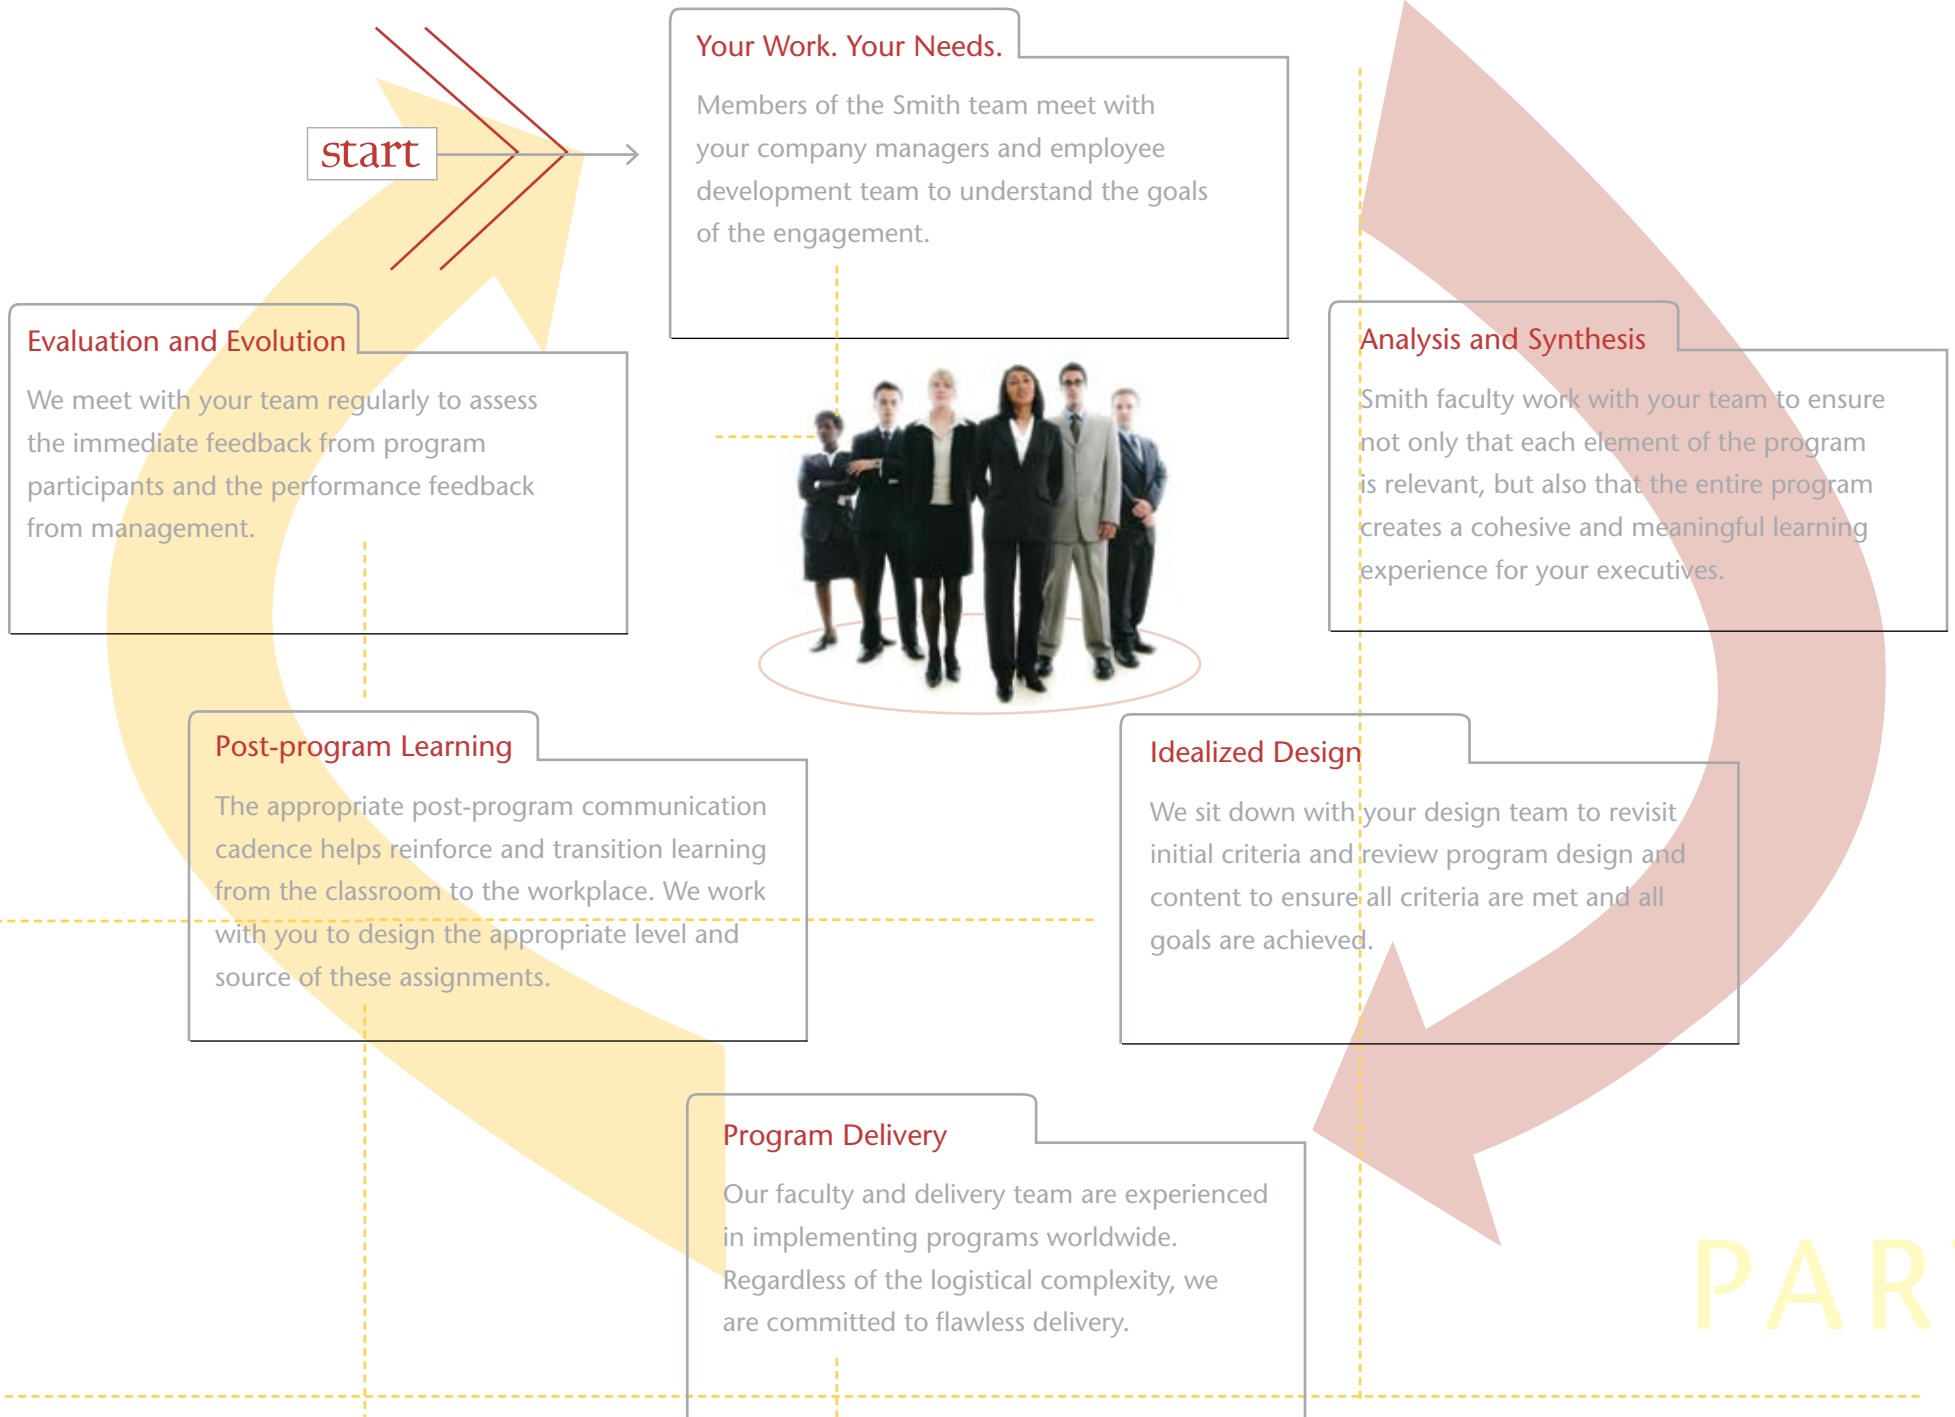 start
Your Work. Your Needs.
Members of the Smith team meet with
your company managers and employee
development team to understand the goals
of the engagement.
Analysis and Synthesis
Smith faculty work with your team to ensure
not only that each element of the program
is relevant, but also that the entire program
creates a cohesive and meaningful learning
experience for your executives.
Idealized Design
We sit down with your design team to revisit
initial criteria and review program design and
content to ensure all criteria are met and all
goals are achieved.
Program Delivery
Our faculty and delivery team are experienced
in implementing programs worldwide.
Regardless of the logistical complexity, we
are committed to flawless delivery.
Post-program Learning
The appropriate post-program communication
cadence helps reinforce and transition learning
from the classroom to the workplace. We work
with you to design the appropriate level and
source of these assignments.
Evaluation and Evolution
We meet with your team regularly to assess
the immediate feedback from program
participants and the performance feedback
from management.
PAR